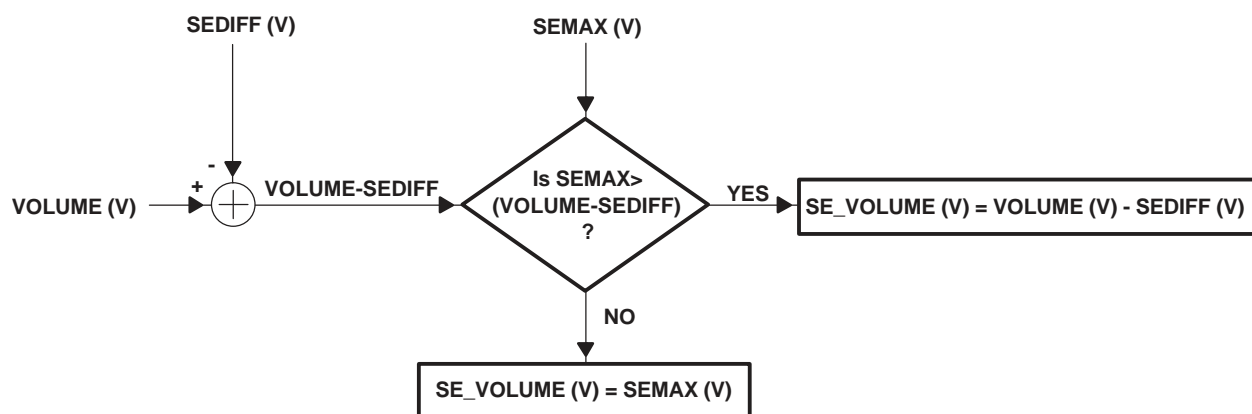 SEDIFF (V)
SEMAX (V)
-
+
VOLUME (V)
VOLUME-SEDIFF
Is SEMAX>
(VOLUME-SEDIFF)
?
YES
SE_VOLUME (V) = VOLUME (V) - SEDIFF (V)
NO
SE_VOLUME (V) = SEMAX (V)